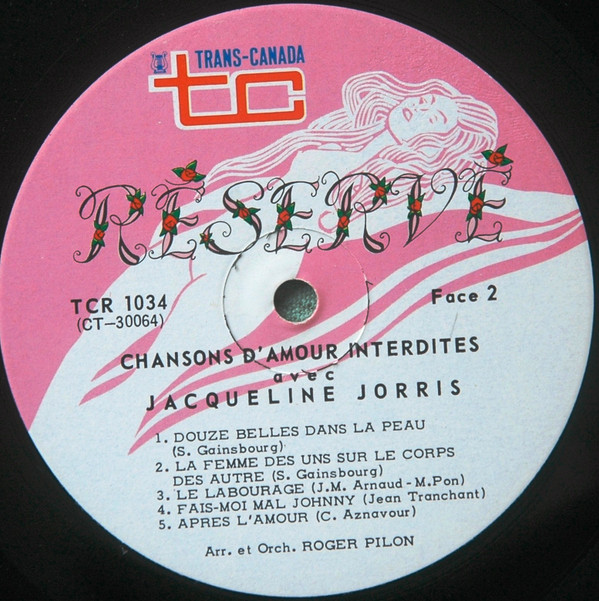 TRANS-CANADA
tc
RÉSERVÉ
TCR 1034
(CT-30064)
Face 2
CHANSONS D'AMOUR INTERDITES
avec
JACQUELINE JORRIS
1. DOUZE BELLES DANS LA PEAU
(S. Gainsbourg)
2. LA FEMME DES UNS SUR LE CORPS
DES AUTRE (S. Gainsbourg)
3. LE LABOURAGE (J.M. Arnaud-M.Pon)
4. FAIS-MOI MAL JOHNNY (Jean Tranchant)
5. APRES L'AMOUR (C. Aznavour)
Arr. et Orch. ROGER PILON